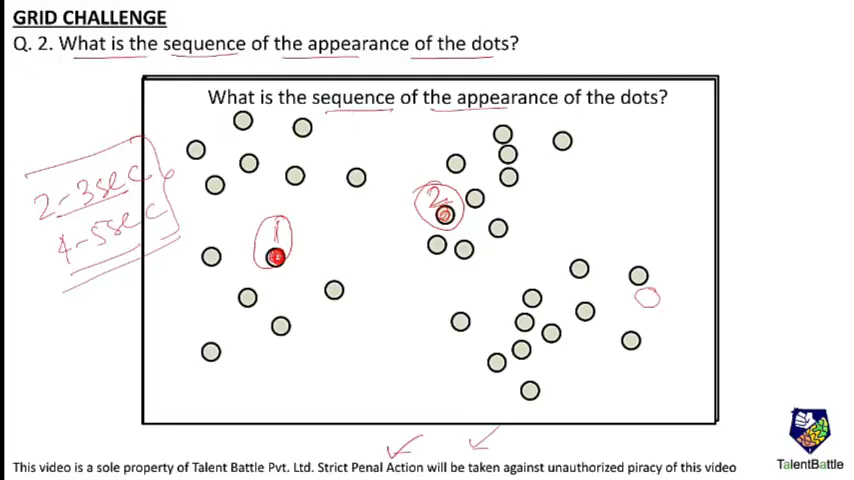 GRID CHALLENGE
Q. 2. What is the sequence of the appearance of the dots?
What is the sequence of the appearance of the dots?
2-3sec
4-5sec
1
2
TalentBattle
This video is a sole property of Talent Battle Pvt. Ltd. Strict Penal Action will be taken against unauthorized piracy of this video